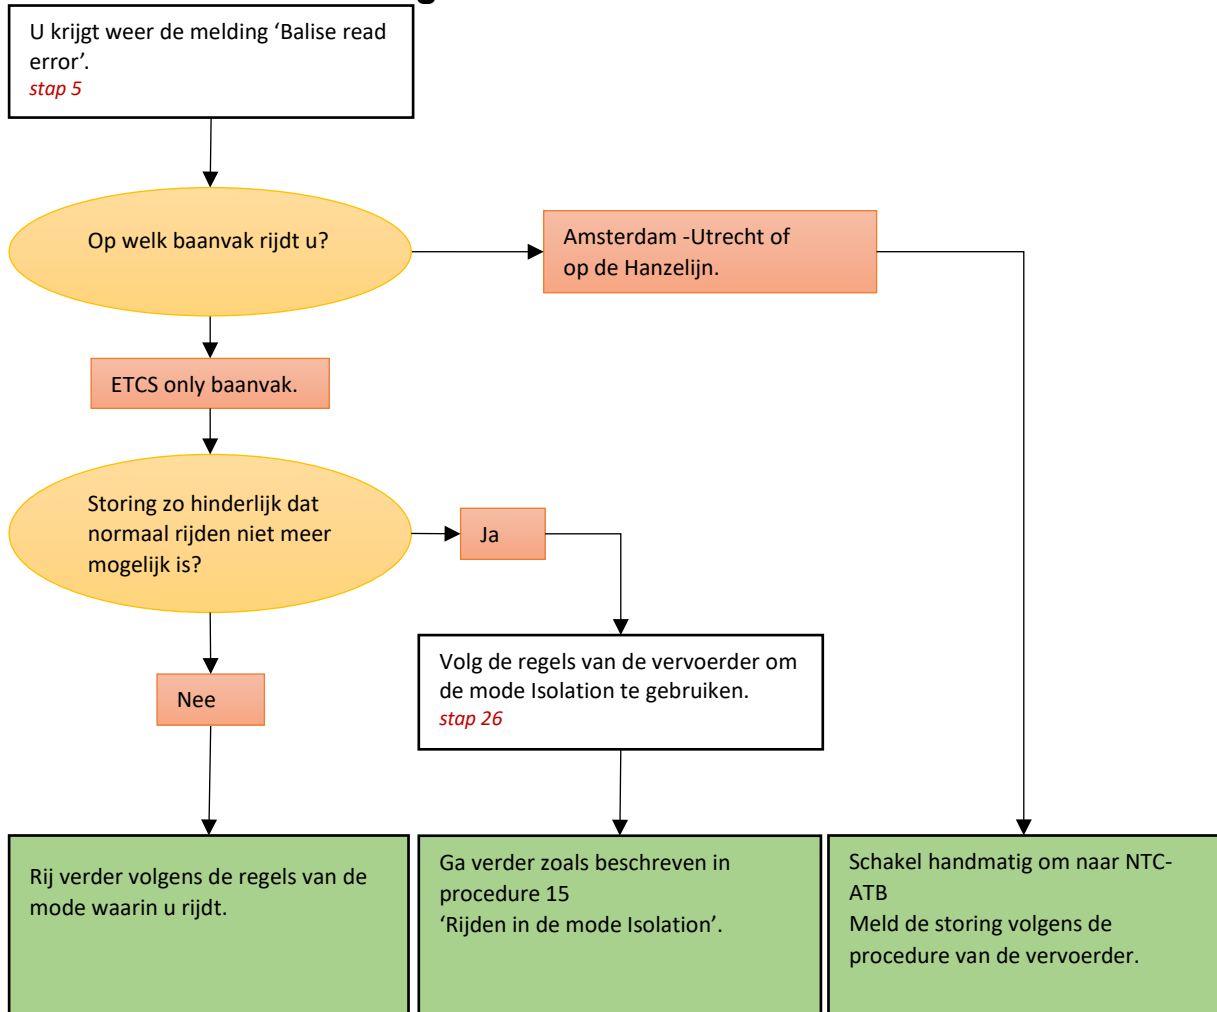 U krijgt weer de melding ‘Balise read
error’.
stap 5
Op welk baanvak rijdt u?
Amsterdam -Utrecht of
op de Hanzelijn.
ETCS only baanvak.
Storing zo hinderlijk dat
normaal rijden niet meer
mogelijk is?
Ja
Nee
Volg de regels van de vervoerder om
de mode Isolation te gebruiken.
stap 26
Rij verder volgens de regels van de
mode waarin u rijdt.
Ga verder zoals beschreven in
procedure 15
‘Rijden in de mode Isolation’.
Schakel handmatig om naar NTC-
ATB
Meld de storing volgens de
procedure van de vervoerder.